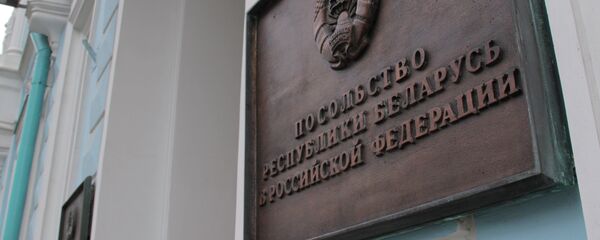 ПОСОЛЬСТВО
РЕСПУБЛИКИ БЕЛАРУСЬ
В РОССИЙСКОЙ ФЕДЕРАЦИИ